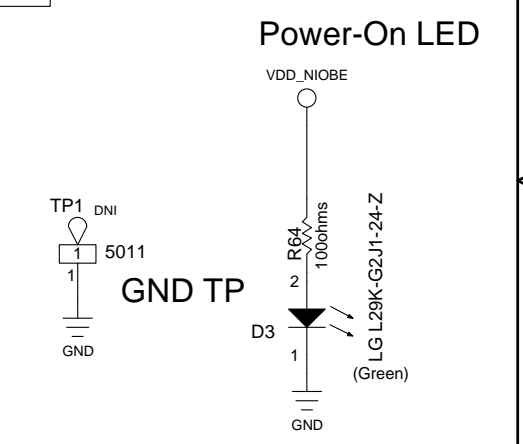 Power-On LED
VDD_NIOBE
R64
100ohms
2
D3
1
LG L29K-G2J1-24-Z
(Green)
GND
TP1 DNI
1 5011
1
GND TP
GND